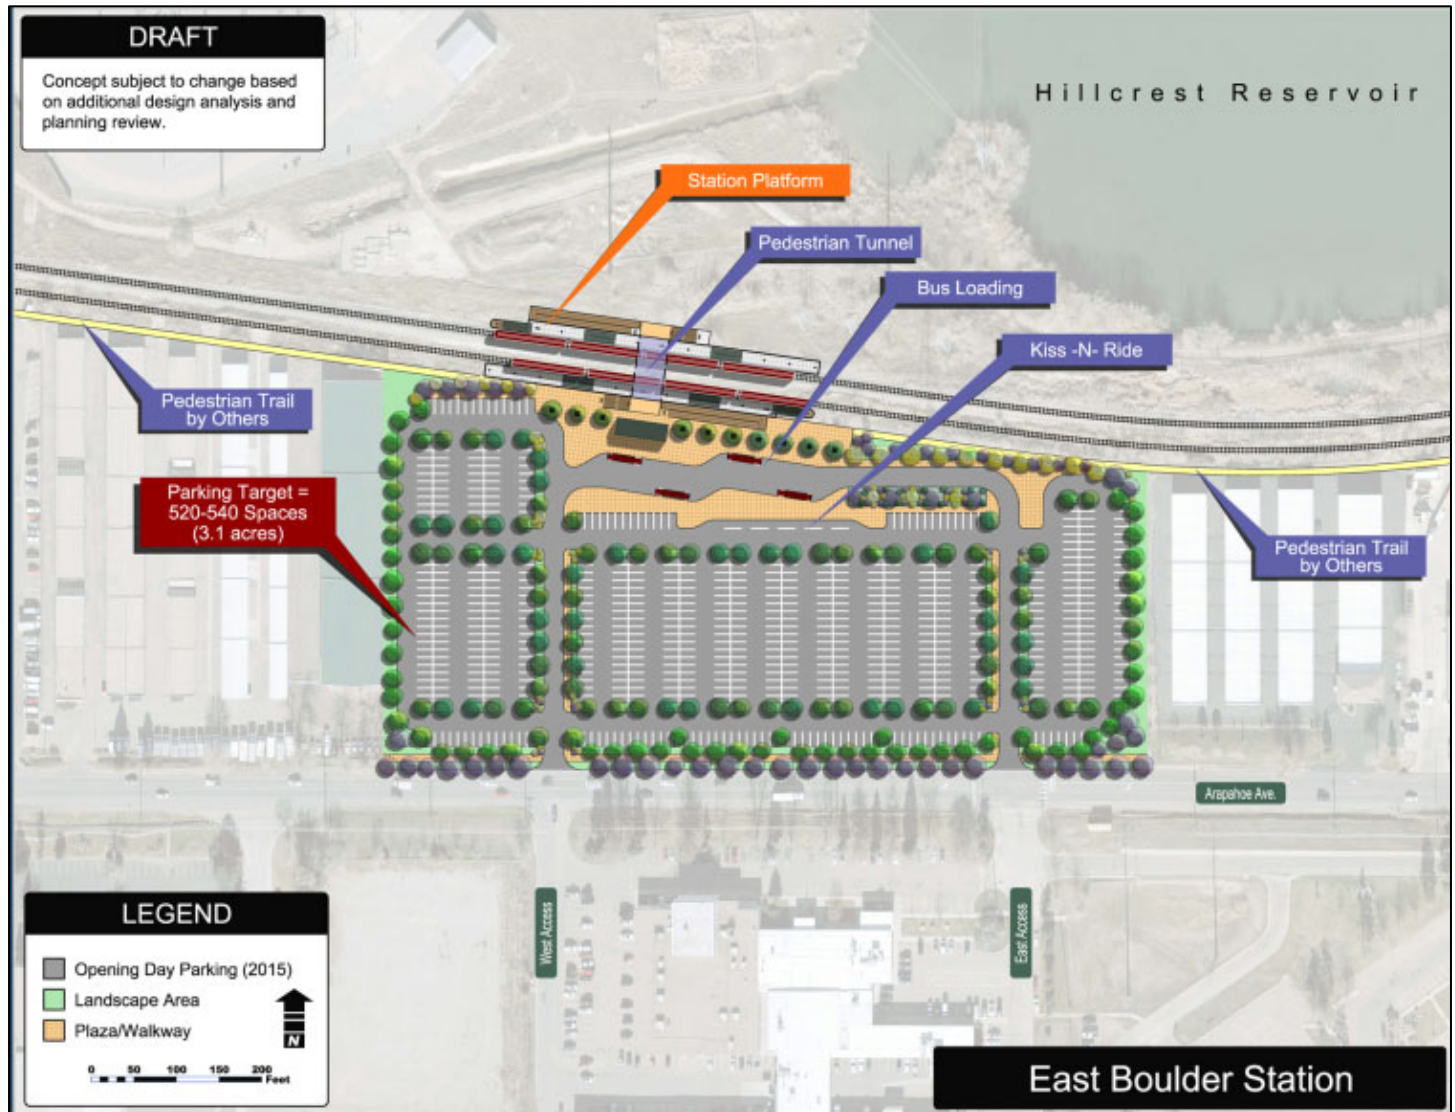 DRAFT
Concept subject to change based
on additional design analysis and
planning review.
Hillcrest Reservoir
Station Platform
Pedestrian Tunnel
Bus Loading
Kiss -N- Ride
Pedestrian Trail
by Others
Parking Target =
520-540 Spaces
(3.1 acres)
Pedestrian Trail
by Others
Arapahoe Ave.
West Access
East Access
LEGEND
Opening Day Parking (2015)
Landscape Area
Plaza/Walkway
N
0 50 100 150 200
Feet
East Boulder Station